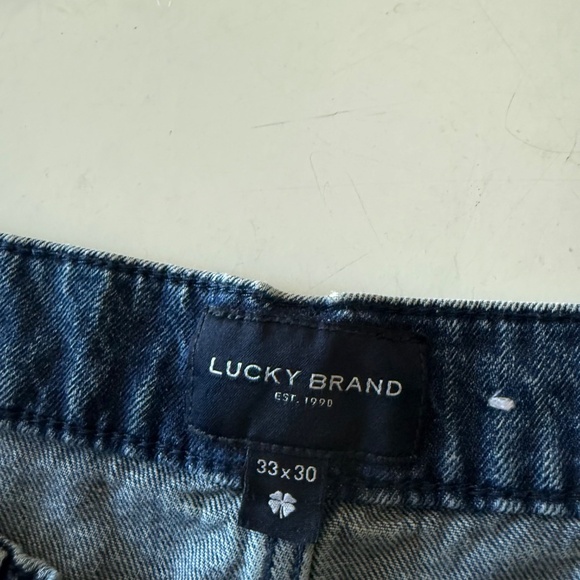 LUCKY BRAND
EST. 1990
33 x 30